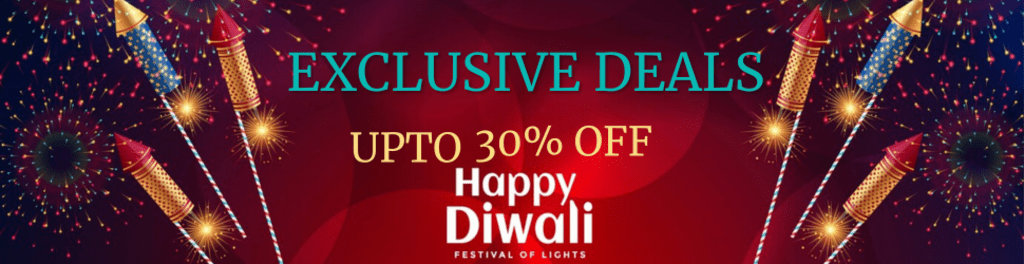 EXCLUSIVE DEALS
UPTO 30% OFF
Happy
Diwali
FESTIVAL OF LIGHTS